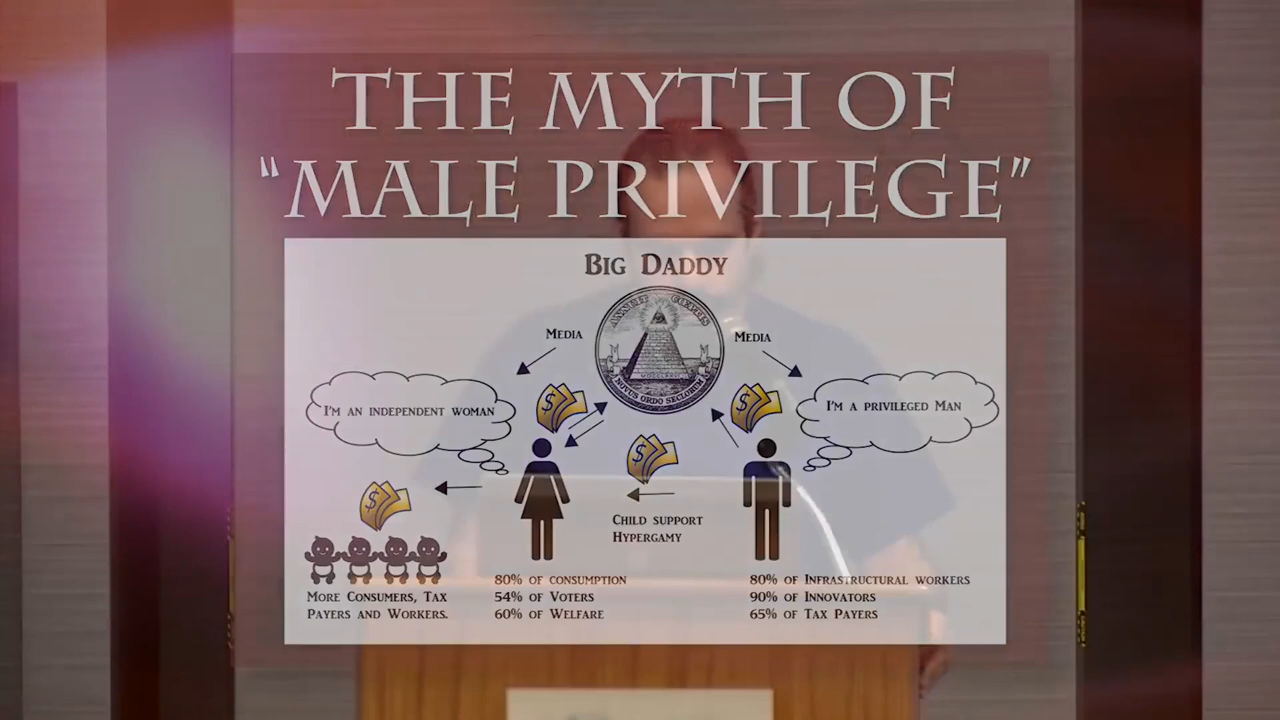 THE MYTH OF
“MALE PRIVILEGE”
BIG DADDY
ANNUIT COEPTIS
MEDIA
MEDIA
NOVUS ORDO SECLORUM
I'M AN INDEPENDENT WOMAN
I'M A PRIVILEGED MAN
$
$
$
$
CHILD SUPPORT
HYPERGAMY
MORE CONSUMERS, TAX
PAYERS AND WORKERS.
80% OF CONSUMPTION
54% OF VOTERS
60% OF WELFARE
80% OF INFRASTRUCTURAL WORKERS
90% OF INNOVATORS
65% OF TAX PAYERS